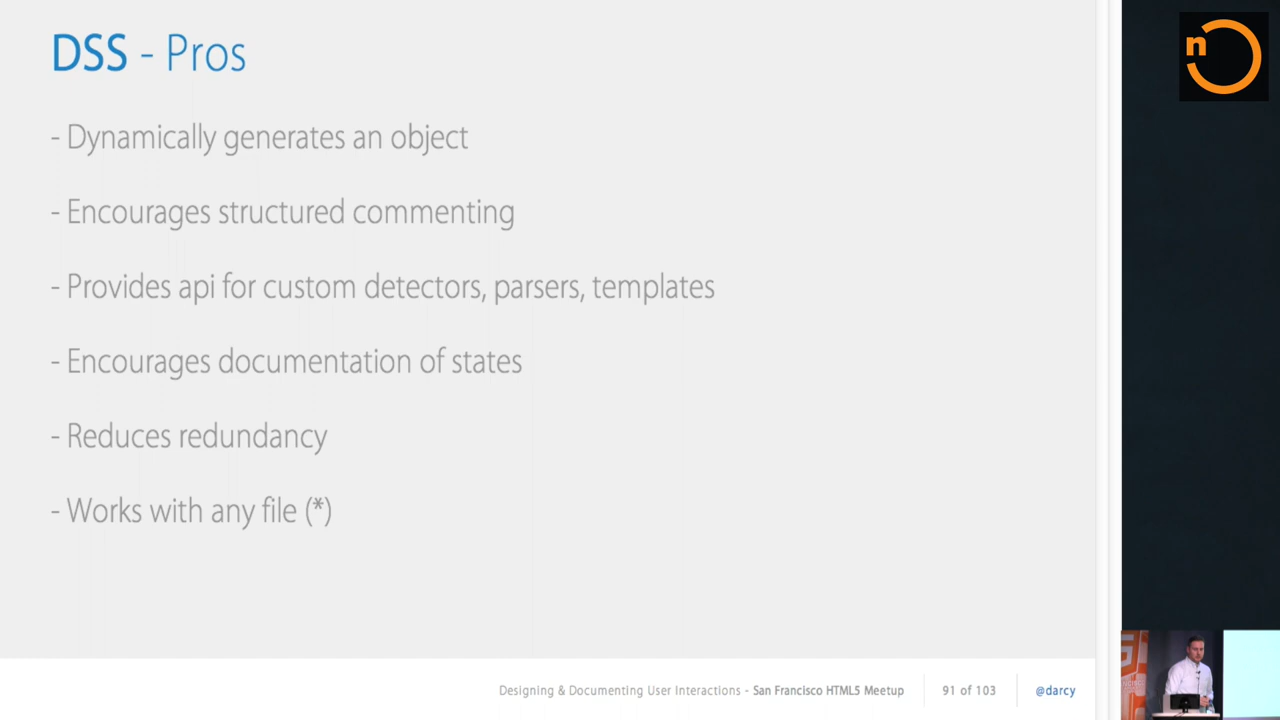 DSS - Pros
- Dynamically generates an object
- Encourages structured commenting
- Provides api for custom detectors, parsers, templates
- Encourages documentation of states
- Reduces redundancy
- Works with any file (*)
Designing & Documenting User Interactions - San Francisco HTML5 Meetup
91 of 103
@darcy
n